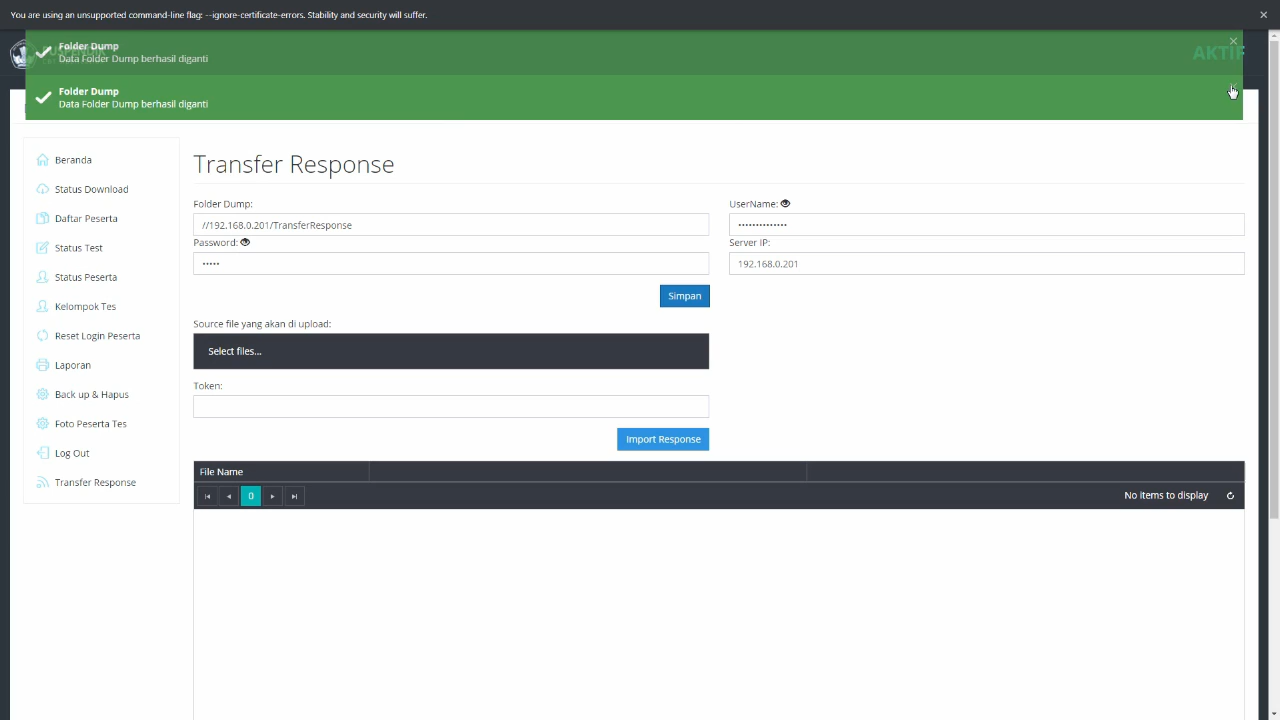 You are using an unsupported command-line flag: --ignore-certificate-errors. Stability and security will suffer.
Folder Dump
Data Folder Dump berhasil diganti
AKTIF
Folder Dump
Data Folder Dump berhasil diganti
Beranda
Status Download
Daftar Peserta
Status Test
Status Peserta
Kelompok Tes
Reset Login Peserta
Laporan
Back up & Hapus
Foto Peserta Tes
Log Out
Transfer Response
Transfer Response
Folder Dump:
//192.168.0.201/TransferResponse
UserName:
••••••••••••••
Password:
•••••
Server IP:
192.168.0.201
Simpan
Source file yang akan di upload:
Select files...
Token:
Import Response
File Name
0
No items to display